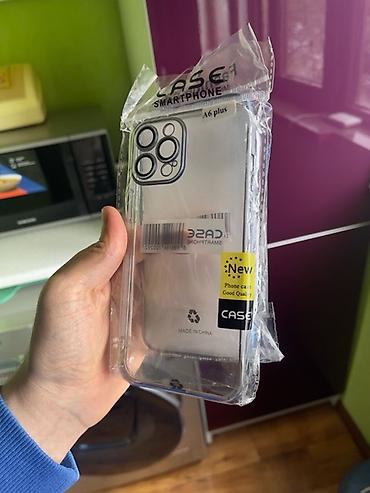 CASE
SMARTPHONE
A6 plus
CASE
SMARTPHONE
:New
Phone case
Good Quality
CASE
MADE IN CHINA